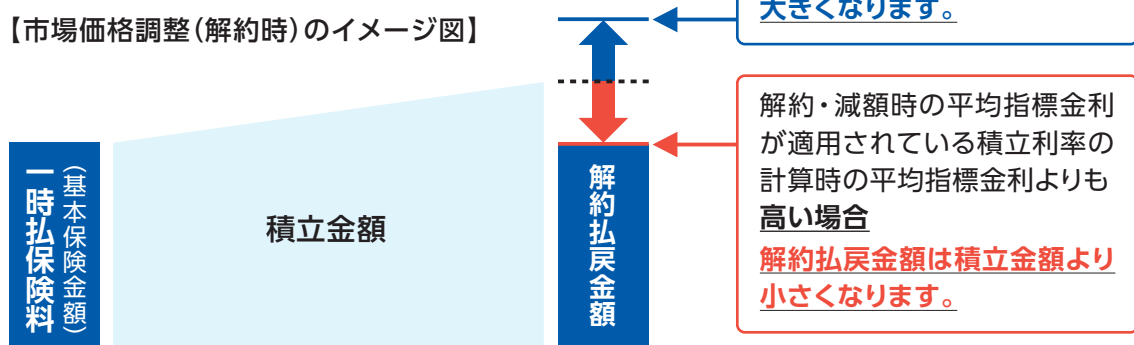 大きくなります。
【市場価格調整（解約時）のイメージ図】
解約・減額時の平均指標金利
が適用されている積立利率の
計算時の平均指標金利よりも
高い場合
解約払戻金額は積立金額より
小さくなります。
一時払保険料
（基本保険金額）
積立金額
解約払戻金額